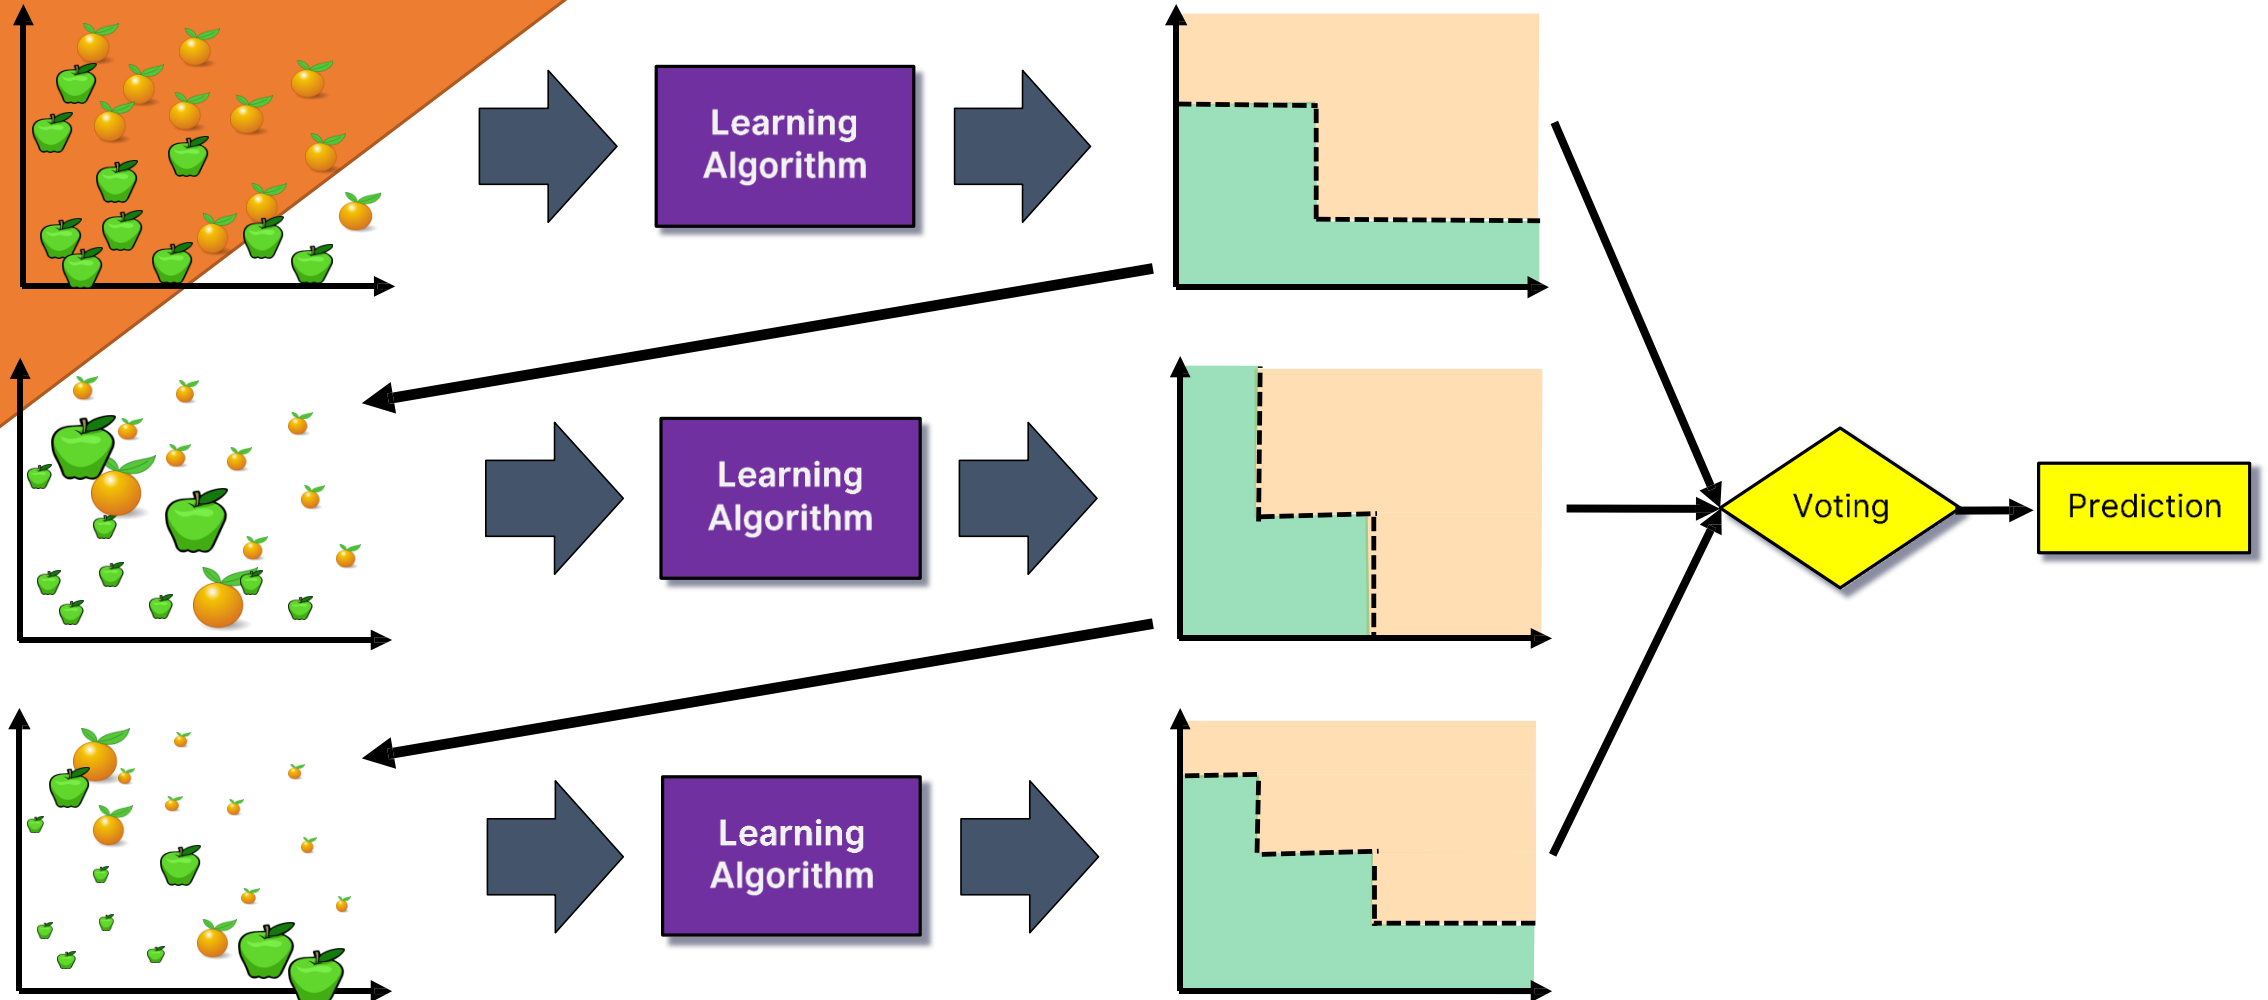 Learning
Algorithm
Learning
Algorithm
Voting
Prediction
Learning
Algorithm